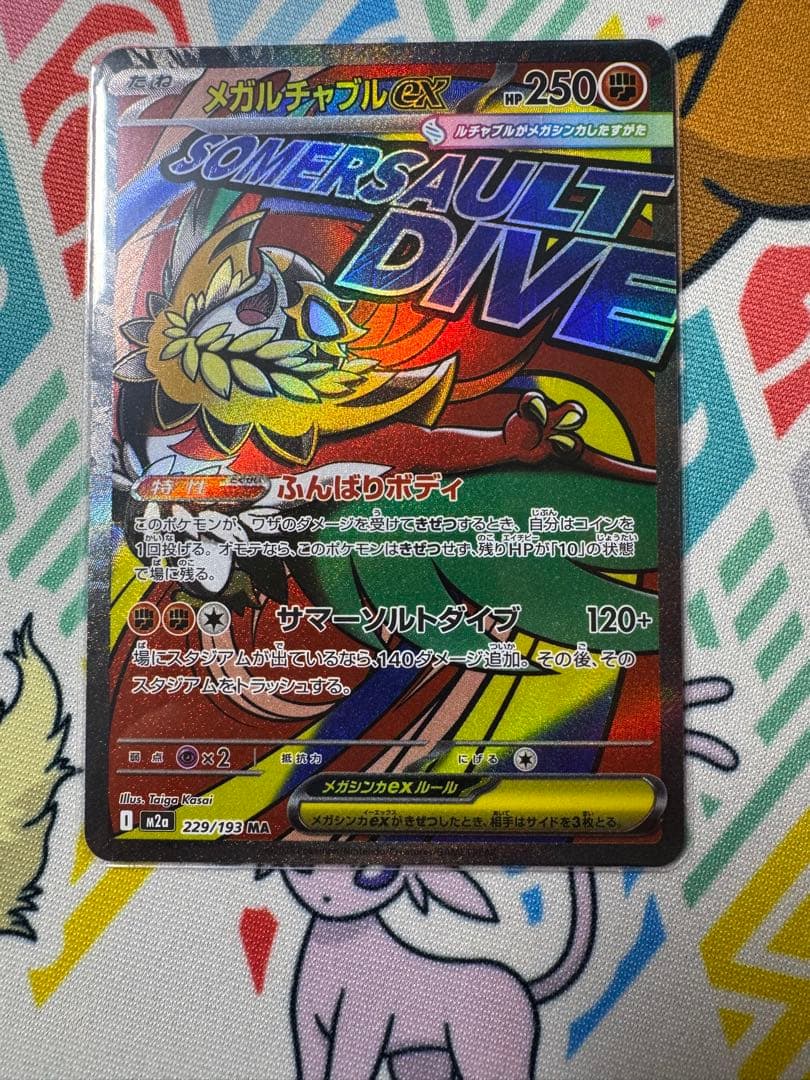 たね メガルチャブルex HP250
ルチャブルがメガシンカしたすがた
SOMERSAULT
DIVE
特性 とくせい ふんばりボディ
このポケモンが、ワザのダメージを受けてきぜつするとき、自分はコインを
1回投げる。オモテなら、このポケモンはきぜつせず、残りHPが「10」の状態
で場に残る。
サマーソルトダイブ 120+
場にスタジアムが出ているなら、140ダメージ追加。その後、その
スタジアムをトラッシュする。
弱点 ×2 抵抗力 にげる
メガシンカexルール
メガシンカexがきぜつしたとき、相手はサイドを3枚とる。
Illus. Taiga Kasai
I m2a 229/193 MA